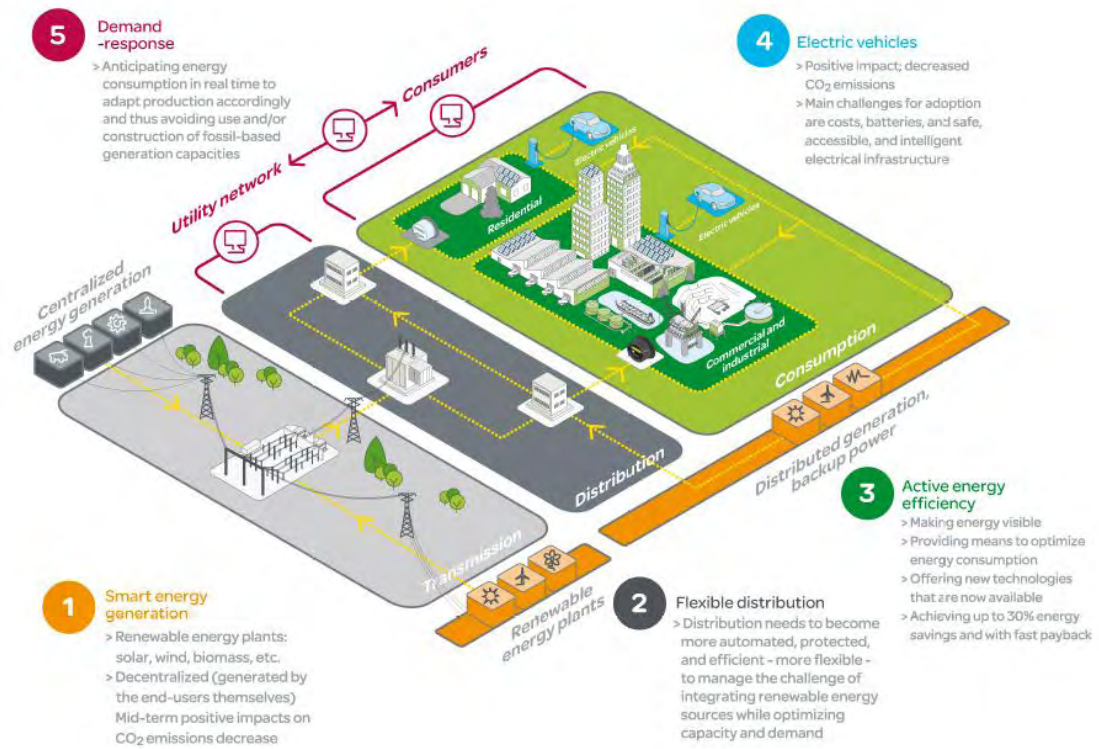 5
Demand
-response
> Anticipating energy
consumption in real time to
adapt production accordingly
and thus avoiding use and/or
construction of fossil-based
generation capacities
4
Electric vehicles
> Positive impact; decreased
CO2 emissions
> Main challenges for adoption
are costs, batteries, and safe,
accessible, and intelligent
electrical infrastructure
Consumers
Utility network
Electric vehicles
Residential
Electric vehicles
Centralized
energy generation
Commercial and
industrial
Consumption
Distribution
Distributed generation,
backup power
Transmission
Renewable
energy plants
3
Active energy
efficiency
> Making energy visible
> Providing means to optimize
energy consumption
> Offering new technologies
that are now available
> Achieving up to 30% energy
savings and with fast payback
1
Smart energy
generation
> Renewable energy plants:
solar, wind, biomass, etc.
> Decentralized (generated by
the end-users themselves)
Mid-term positive impacts on
CO2 emissions decrease
2
Flexible distribution
> Distribution needs to become
more automated, protected,
and efficient - more flexible -
to manage the challenge of
integrating renewable energy
sources while optimizing
capacity and demand